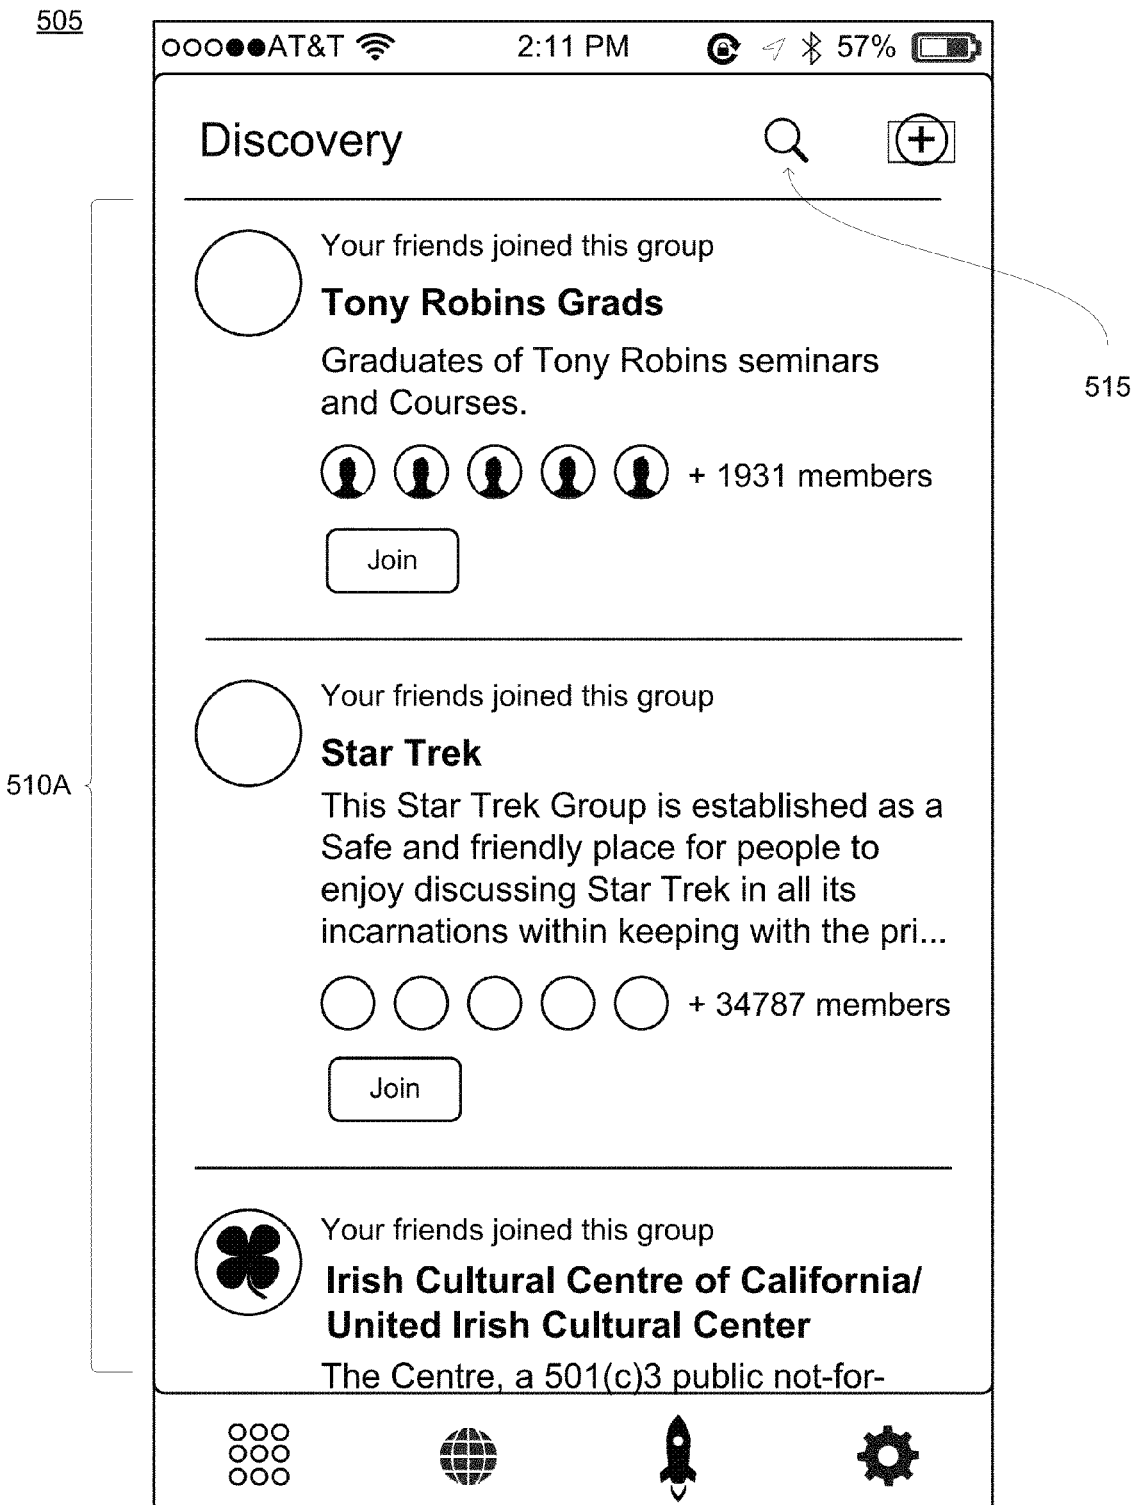 505
AT&T 2:11 PM 57%
Discovery
Your friends joined this group
Tony Robins Grads
Graduates of Tony Robins seminars
and Courses.
515
+ 1931 members
Join
Your friends joined this group
Star Trek
510A
This Star Trek Group is established as a
Safe and friendly place for people to
enjoy discussing Star Trek in all its
incarnations within keeping with the pri...
+ 34787 members
Join
Your friends joined this group
Irish Cultural Centre of California/
United Irish Cultural Center
The Centre, a 501(c)3 public not-for-